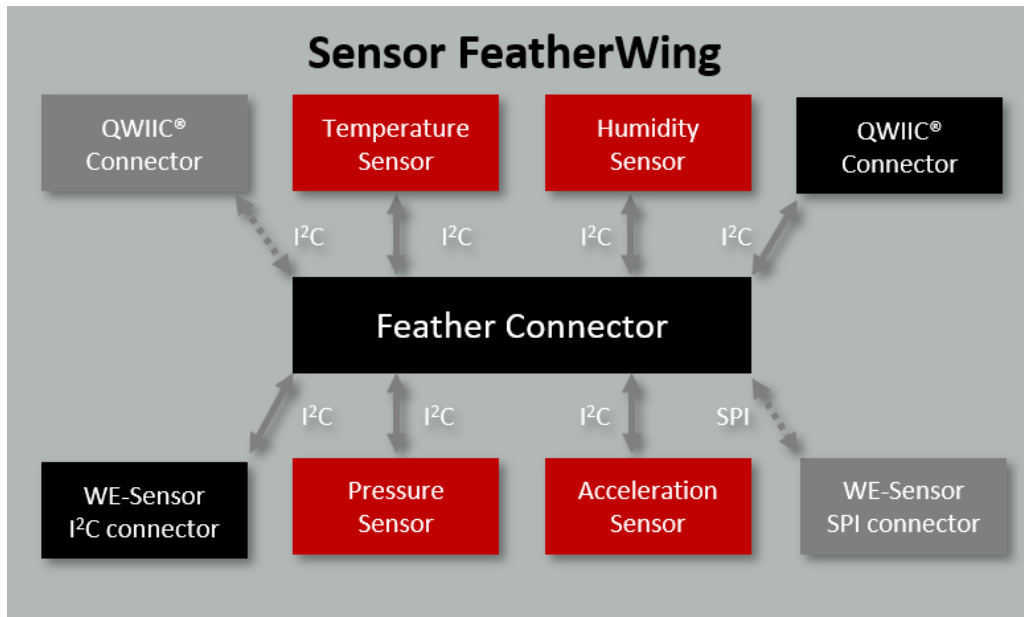 Sensor FeatherWing
QWIIC®
Connector
Temperature
Sensor
Humidity
Sensor
QWIIC®
Connector
I²C
I²C
I²C
I²C
Feather Connector
I²C
I²C
I²C
SPI
WE-Sensor
I²C connector
Pressure
Sensor
Acceleration
Sensor
WE-Sensor
SPI connector